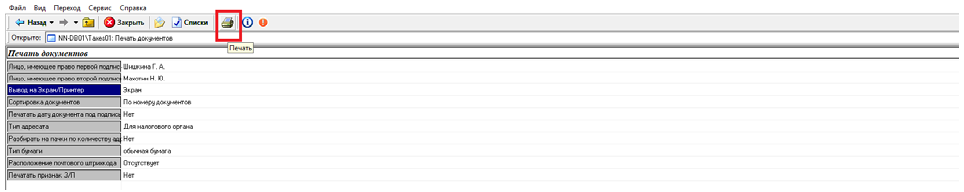 Файл Вид Переход Сервис Справка
Назад Закрыть Списки
Открыто: NN-DB01\Taxes01: Печать документов
Печать
Печать документов
Лицо, имеющее право первой подпис Шишкина Г. А.
Лицо, имеющее право второй подпис Махотин Н. Ю.
Вывод на Экран/Принтер Экран
Сортировка документов По номеру документов
Печатать дату документа под подписа Нет
Тип адресата Для налогового органа
Разбирать на пачки по количеству ад Нет
Тип бумаги обычная бумага
Расположение почтового штрихкода Отсутствует
Печатать признак З/П Нет